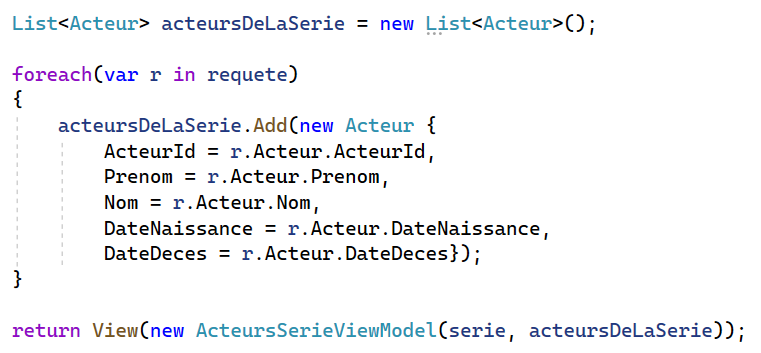 List<Acteur> acteursDeLaSerie = new List<Acteur>();
foreach(var r in requete)
{
acteursDeLaSerie.Add(new Acteur {
ActeurId = r.Acteur.ActeurId,
Prenom = r.Acteur.Prenom,
Nom = r.Acteur.Nom,
DateNaissance = r.Acteur.DateNaissance,
DateDeces = r.Acteur.DateDeces});
}
return View(new ActeursSerieViewModel(serie, acteursDeLaSerie));